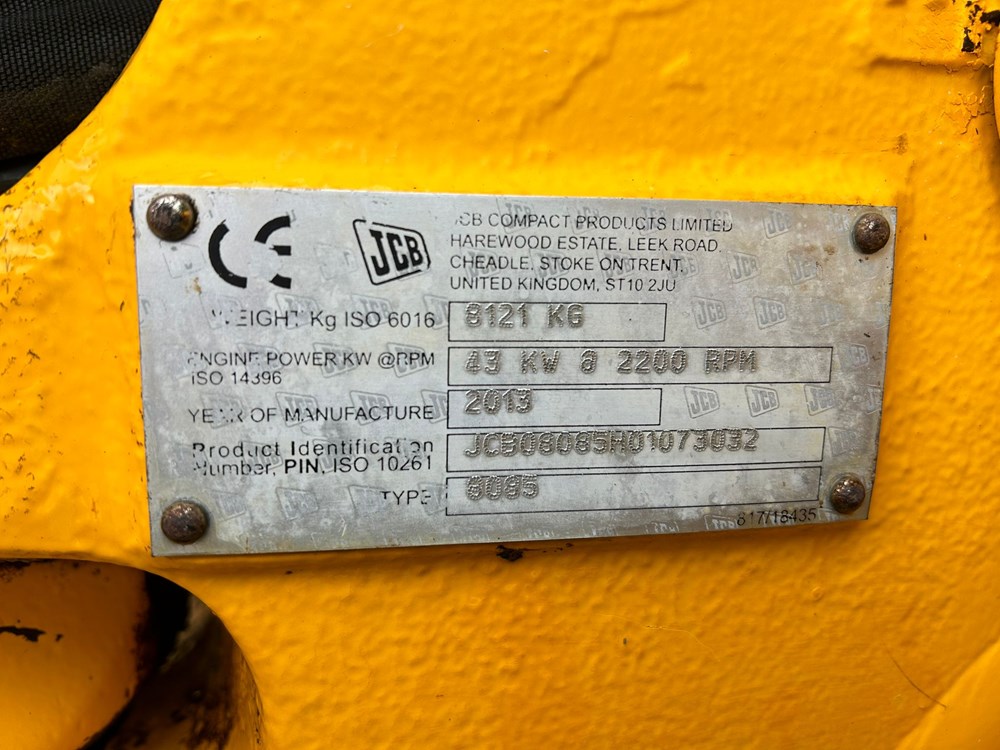 CE
JCB
JCB COMPACT PRODUCTS LIMITED
HAREWOOD ESTATE, LEEK ROAD,
CHEADLE, STOKE ON TRENT,
UNITED KINGDOM, ST10 2JU
WEIGHT Kg ISO 6016 8121 KG
ENGINE POWER KW @RPM 43 KW @ 2200 RPM
ISO 14396
YEAR OF MANUFACTURE 2013
Product Identification JCB08085H01073032
Number, PIN, ISO 10261
TYPE 8085
817/18435